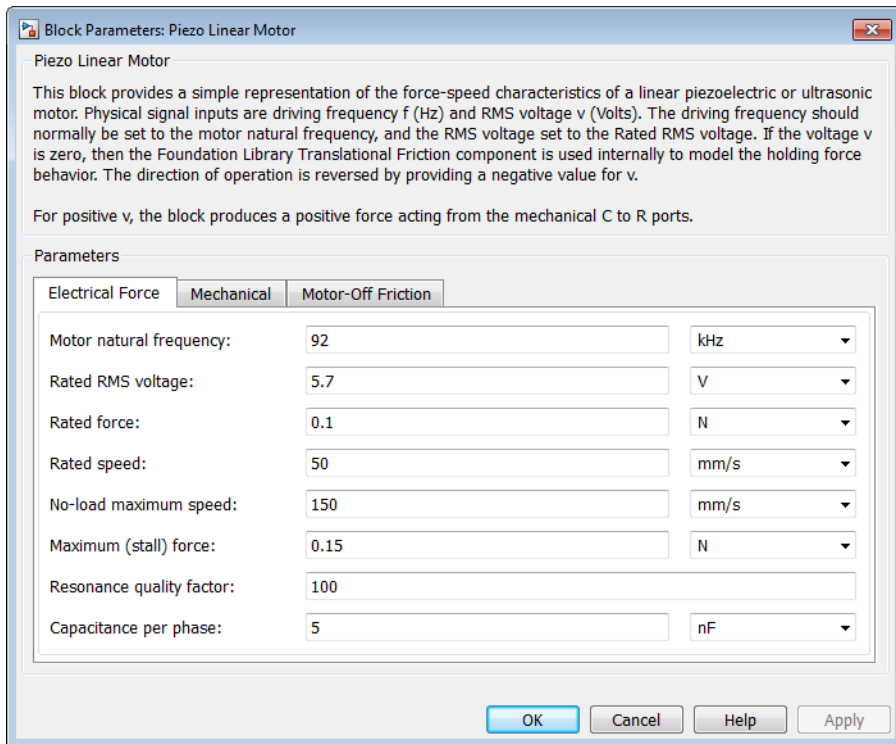 Block Parameters: Piezo Linear Motor
Piezo Linear Motor
This block provides a simple representation of the force-speed characteristics of a linear piezoelectric or ultrasonic
motor. Physical signal inputs are driving frequency f (Hz) and RMS voltage v (Volts). The driving frequency should
normally be set to the motor natural frequency, and the RMS voltage set to the Rated RMS voltage. If the voltage v
is zero, then the Foundation Library Translational Friction component is used internally to model the holding force
behavior. The direction of operation is reversed by providing a negative value for v.
For positive v, the block produces a positive force acting from the mechanical C to R ports.
Parameters
Electrical Force Mechanical Motor-Off Friction
Motor natural frequency: 92 kHz
Rated RMS voltage: 5.7 V
Rated force: 0.1 N
Rated speed: 50 mm/s
No-load maximum speed: 150 mm/s
Maximum (stall) force: 0.15 N
Resonance quality factor: 100
Capacitance per phase: 5 nF
OK Cancel Help Apply